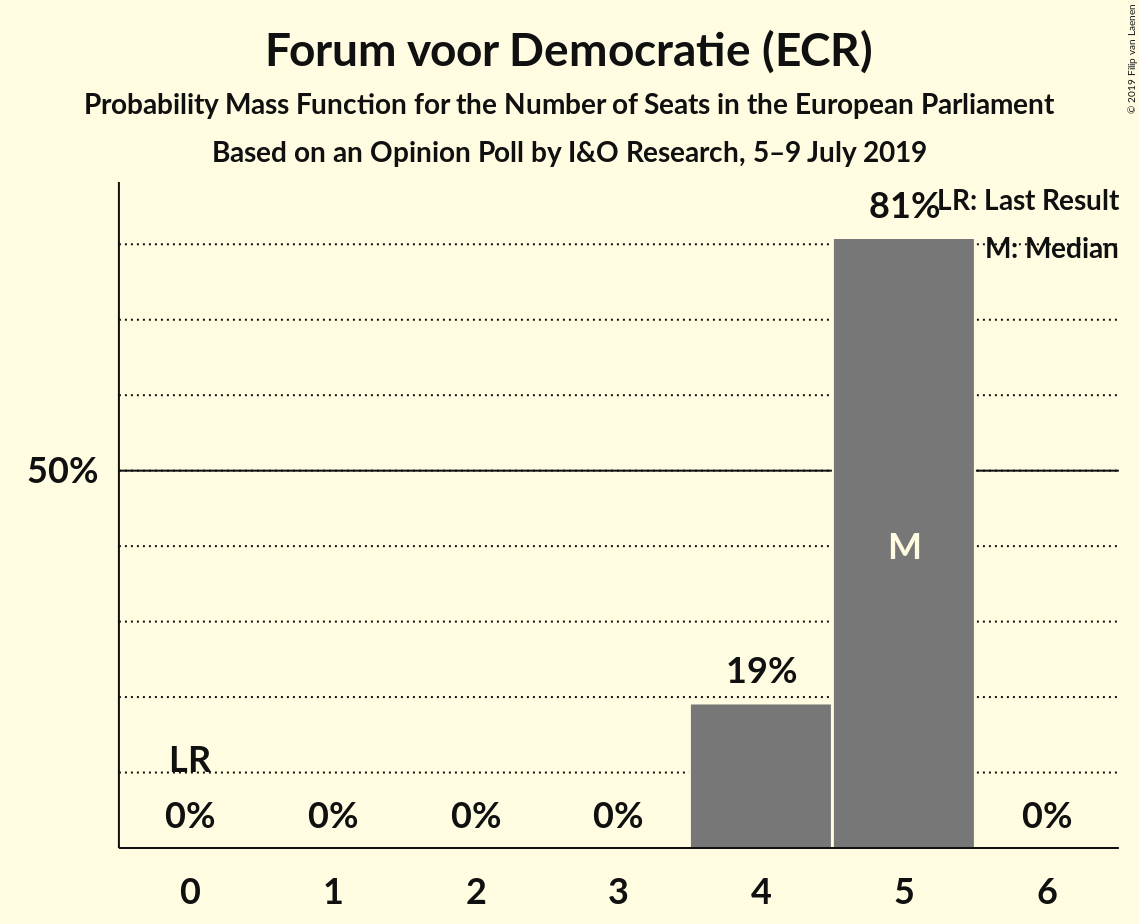 Forum voor Democratie (ECR)
Probability Mass Function for the Number of Seats in the European Parliament
Based on an Opinion Poll by I&O Research, 5–9 July 2019
© 2019 Filip van Laenen
LR: Last Result
M: Median
81%
50%
M
19%
LR
0% 0% 0% 0% 0%
0 1 2 3 4 5 6